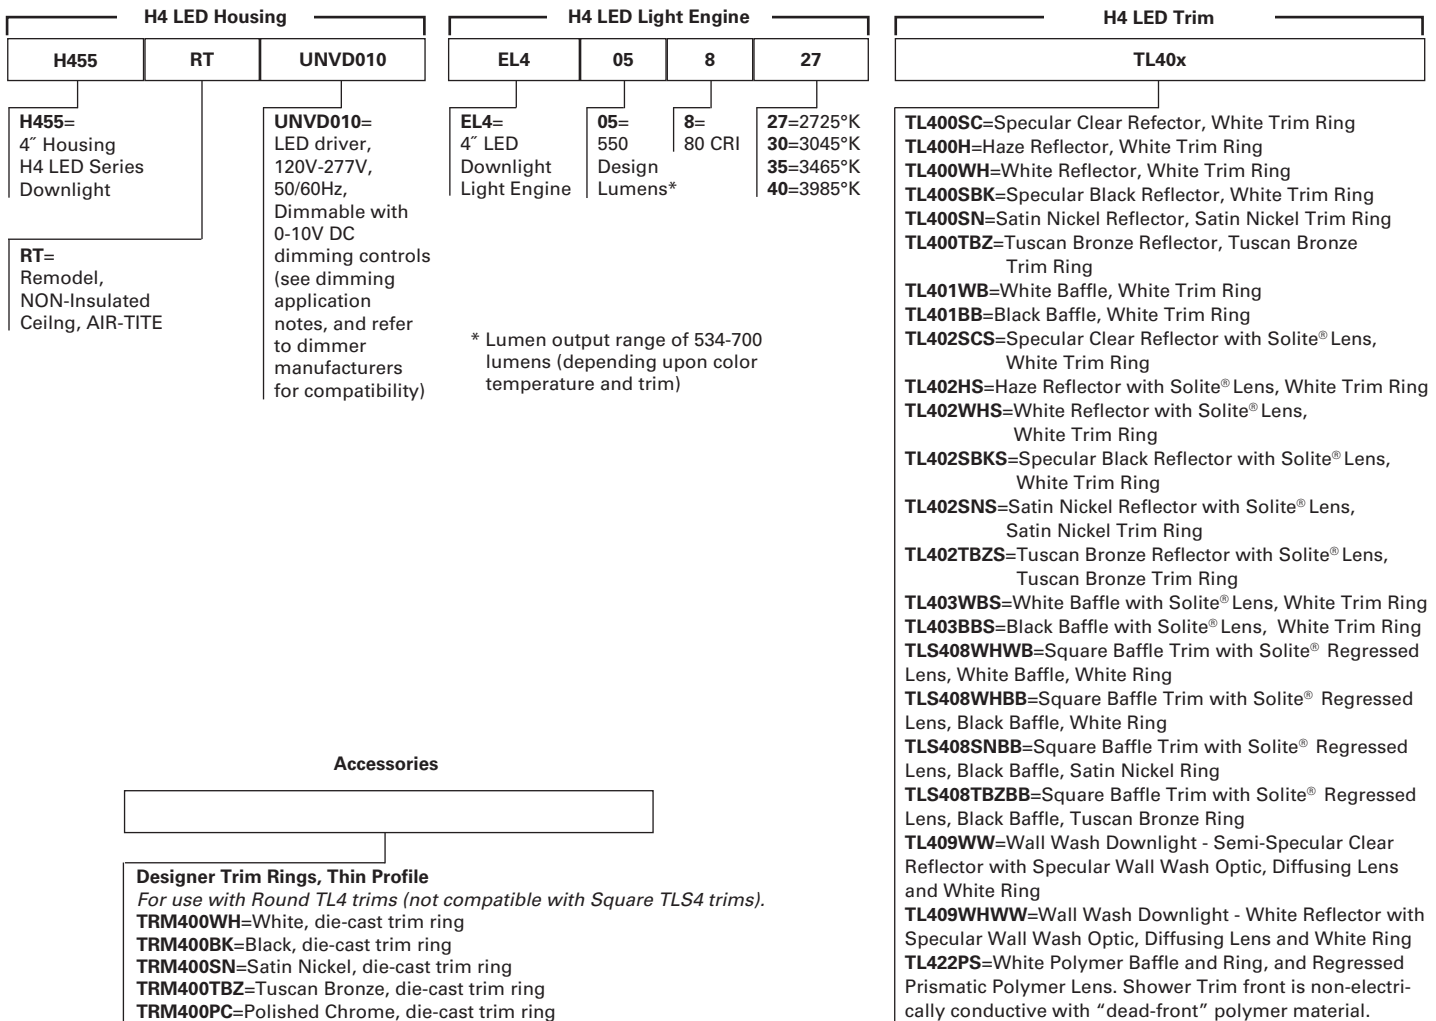 H4 LED Housing
H455
RT
UNVD010
H455=
4˝ Housing
H4 LED Series
Downlight
RT=
Remodel,
NON-Insulated
Ceilng, AIR-TITE
UNVD010=
LED driver,
120V-277V,
50/60Hz,
Dimmable with
0-10V DC
dimming controls
(see dimming
application
notes, and refer
to dimmer
manufacturers
for compatibility)
H4 LED Light Engine
EL4
05
8
27
EL4=
4˝ LED
Downlight
Light Engine
05=
550
Design
Lumens*
8=
80 CRI
27=2725°K
30=3045°K
35=3465°K
40=3985°K
* Lumen output range of 534-700
lumens (depending upon color
temperature and trim)
H4 LED Trim
TL40x
TL400SC=Specular Clear Refector, White Trim Ring
TL400H=Haze Reflector, White Trim Ring
TL400WH=White Reflector, White Trim Ring
TL400SBK=Specular Black Reflector, White Trim Ring
TL400SN=Satin Nickel Reflector, Satin Nickel Trim Ring
TL400TBZ=Tuscan Bronze Reflector, Tuscan Bronze
Trim Ring
TL401WB=White Baffle, White Trim Ring
TL401BB=Black Baffle, White Trim Ring
TL402SCS=Specular Clear Reflector with Solite® Lens,
White Trim Ring
TL402HS=Haze Reflector with Solite® Lens, White Trim Ring
TL402WHS=White Reflector with Solite® Lens,
White Trim Ring
TL402SBKS=Specular Black Reflector with Solite® Lens,
White Trim Ring
TL402SNS=Satin Nickel Reflector with Solite® Lens,
Satin Nickel Trim Ring
TL402TBZS=Tuscan Bronze Reflector with Solite® Lens,
Tuscan Bronze Trim Ring
TL403WBS=White Baffle with Solite® Lens, White Trim Ring
TL403BBS=Black Baffle with Solite® Lens, White Trim Ring
TLS408WHWB=Square Baffle Trim with Solite® Regressed
Lens, White Baffle, White Ring
TLS408WHBB=Square Baffle Trim with Solite® Regressed
Lens, Black Baffle, White Ring
TLS408SNBB=Square Baffle Trim with Solite® Regressed
Lens, Black Baffle, Satin Nickel Ring
TLS408TBZBB=Square Baffle Trim with Solite® Regressed
Lens, Black Baffle, Tuscan Bronze Ring
TL409WW=Wall Wash Downlight - Semi-Specular Clear
Reflector with Specular Wall Wash Optic, Diffusing Lens
and White Ring
TL409WHWW=Wall Wash Downlight - White Reflector with
Specular Wall Wash Optic, Diffusing Lens and White Ring
TL422PS=White Polymer Baffle and Ring, and Regressed
Prismatic Polymer Lens. Shower Trim front is non-electri-
cally conductive with “dead-front” polymer material.
Accessories
Designer Trim Rings, Thin Profile
For use with Round TL4 trims (not compatible with Square TLS4 trims).
TRM400WH=White, die-cast trim ring
TRM400BK=Black, die-cast trim ring
TRM400SN=Satin Nickel, die-cast trim ring
TRM400TBZ=Tuscan Bronze, die-cast trim ring
TRM400PC=Polished Chrome, die-cast trim ring